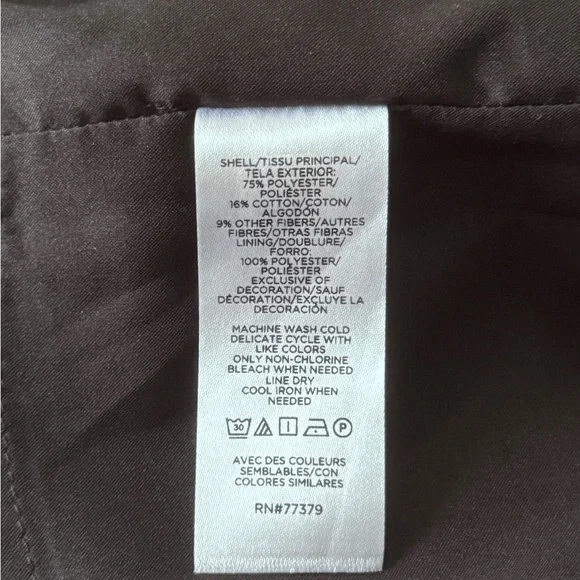 SHELL/TISSU PRINCIPAL/
TELA EXTERIOR:
75% POLYESTER/
POLIÉSTER
16% COTTON/COTON/
ALGODÓN
9% OTHER FIBERS/AUTRES
FIBRES/OTRAS FIBRAS
LINING/DOUBLURE/
FORRO:
100% POLYESTER/
POLIÉSTER
EXCLUSIVE OF
DECORATION/SAUF
DÉCORATION/EXCLUYE LA
DECORACIÓN
MACHINE WASH COLD
DELICATE CYCLE WITH
LIKE COLORS
ONLY NON-CHLORINE
BLEACH WHEN NEEDED
LINE DRY
COOL IRON WHEN
NEEDED
30 P
AVEC DES COULEURS
SEMBLABLES/CON
COLORES SIMILARES
RN#77379